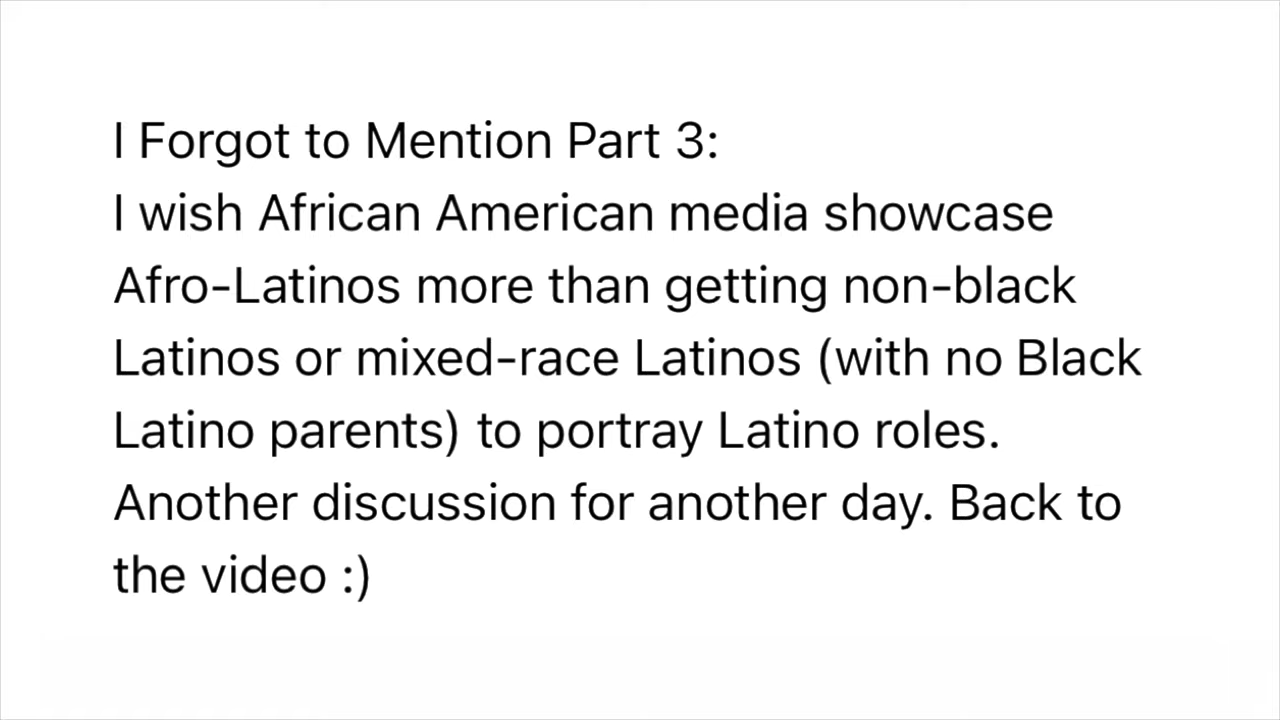 I Forgot to Mention Part 3:
I wish African American media showcase
Afro-Latinos more than getting non-black
Latinos or mixed-race Latinos (with no Black
Latino parents) to portray Latino roles.
Another discussion for another day. Back to
the video :)